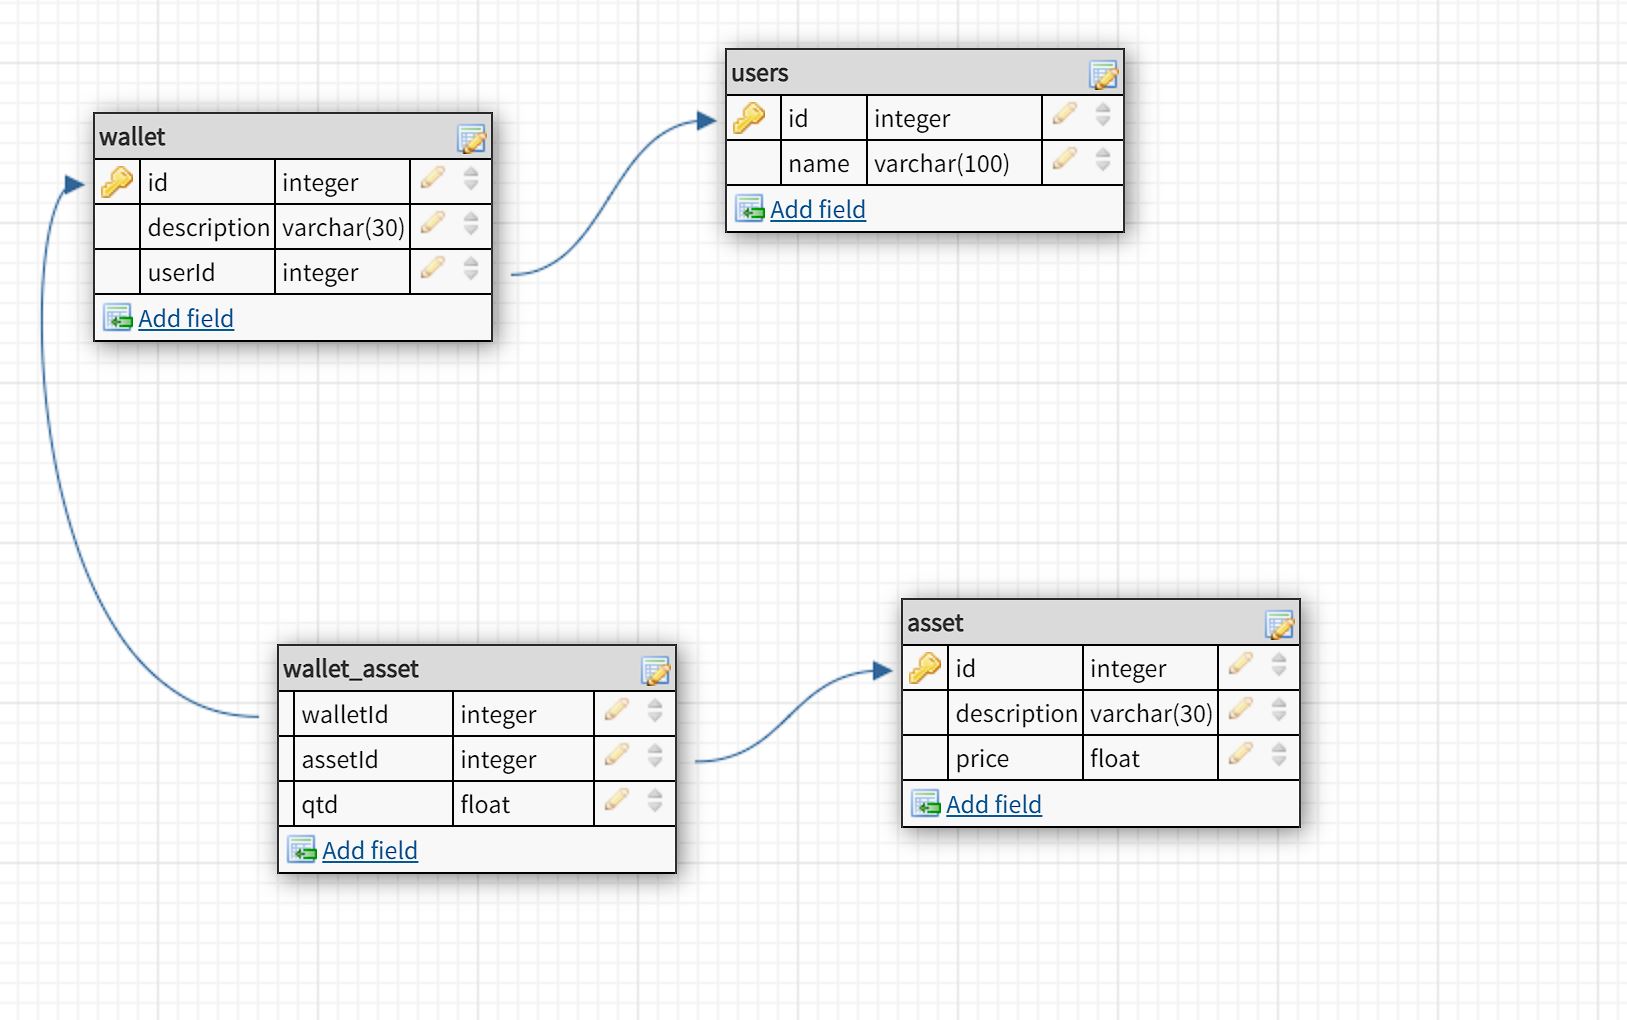 wallet
id integer
description varchar(30)
userId integer
Add field
users
id integer
name varchar(100)
Add field
wallet_asset
walletId integer
assetId integer
qtd float
Add field
asset
id integer
description varchar(30)
price float
Add field